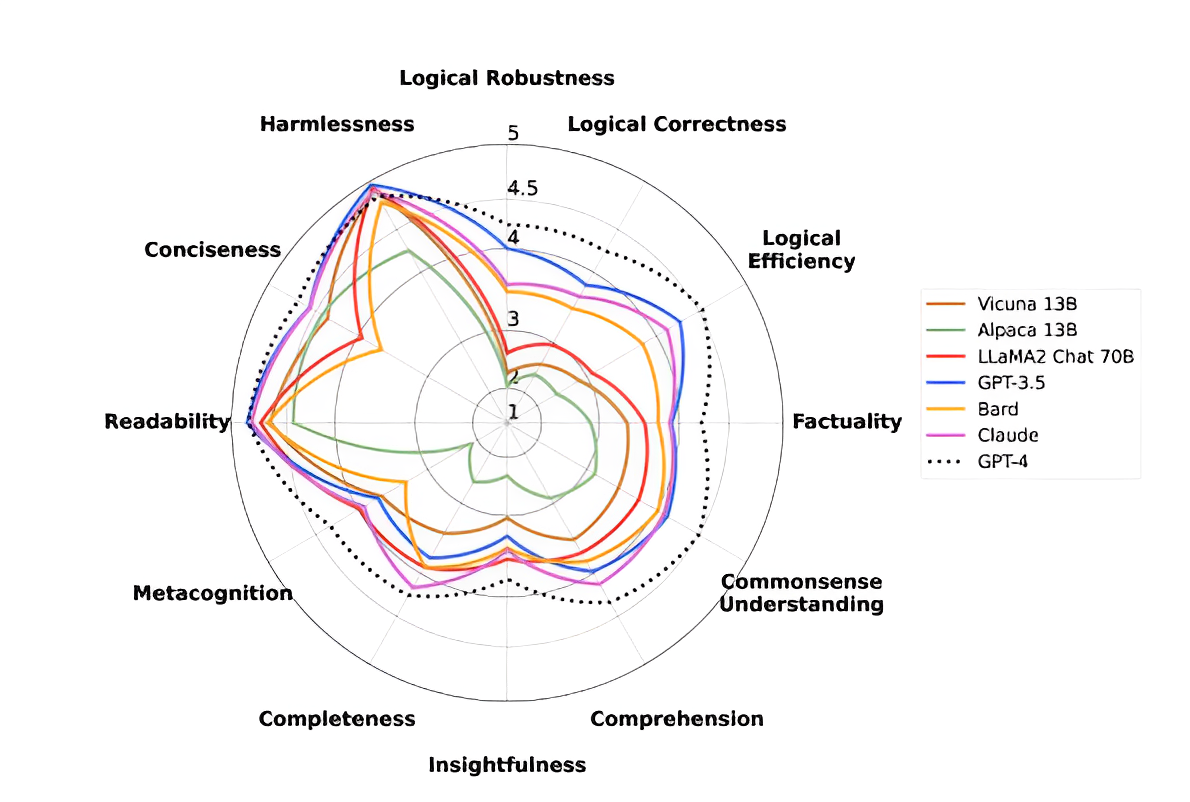 Logical Robustness
Harmlessness
Logical Correctness
5
4.5
Conciseness
Logical
Efficiency
4
3
2
1
Readability
Factuality
Metacognition
Commonsense
Understanding
Completeness
Comprehension
Insightfulness
Vicuna 13B
Alpaca 13B
LLaMA2 Chat 70B
GPT-3.5
Bard
Claude
GPT-4